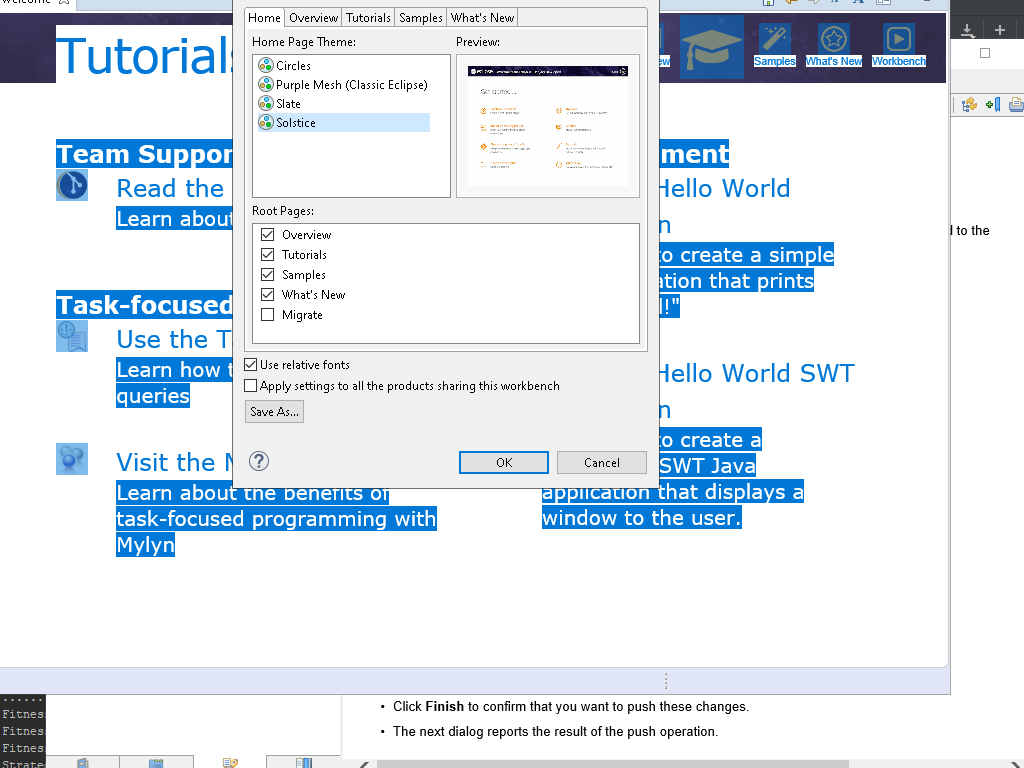 Home Overview Tutorials Samples What's New
Tutorials
Samples What's New Workbench
Home Page Theme: Preview:
Circles
Purple Mesh (Classic Eclipse)
Slate
Solstice
Root Pages:
Overview
Tutorials
Samples
What's New
Migrate
Use relative fonts
Apply settings to all the products sharing this workbench
Save As...
OK Cancel
Team Suppor
Read the
Learn about
Task-focused
Use the T
Learn how t
queries
Visit the M
Learn about the benefits of
task-focused programming with
Mylyn
ment
Hello World
n
to create a simple
ation that prints
l!"
Hello World SWT
n
to create a
SWT Java
application that displays a
window to the user.
d to the
Fitness
Fitness
Fitness
Strateg
• Click Finish to confirm that you want to push these changes.
• The next dialog reports the result of the push operation.